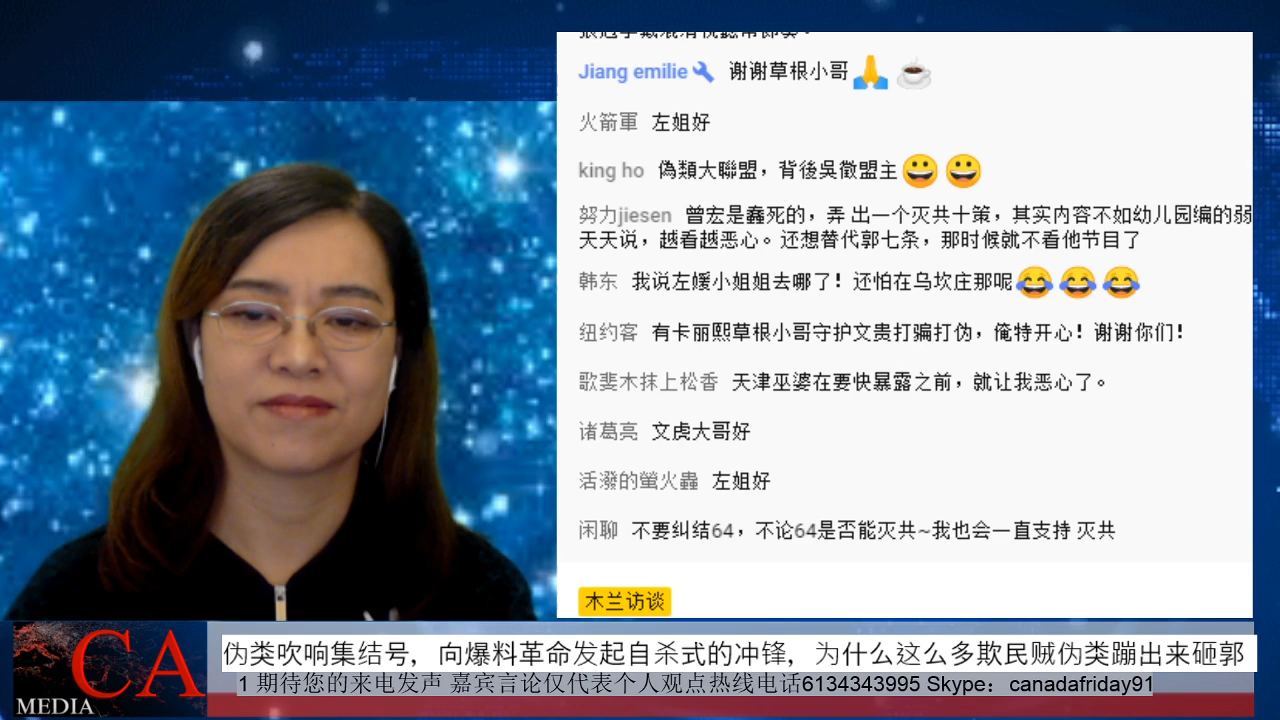 Jiang emilie 谢谢草根小哥🙏 ☕
火箭軍 左姐好
king ho 偽類大聯盟，背後吳徵盟主😀 😀
努力jiesen 曾宏是蠢死的，弄 出一个灭共十策，其实内容不如幼儿园编的弱
天天说，越看越恶心。还想替代郭七条，那时候就不看他节目了
韩东 我说左媛小姐姐去哪了！还怕在乌坎庄那呢😂 😂 😂
纽约客 有卡丽熙草根小哥守护文贵打骗打伪，俺特开心！谢谢你们！
歌斐木抹上松香 天津巫婆在要快暴露之前，就让我恶心了。
诸葛亮 文虎大哥好
活潑的螢火蟲 左姐好
闲聊 不要纠结64，不论64是否能灭共~我也会一直支持 灭共
木兰访谈
伪类吹响集结号，向爆料革命发起自杀式的冲锋，为什么这么多欺民贼伪类蹦出来砸郭
1 期待您的来电发声 嘉宾言论仅代表个人观点热线电话6134343995 Skype：canadafriday91
CA
MEDIA